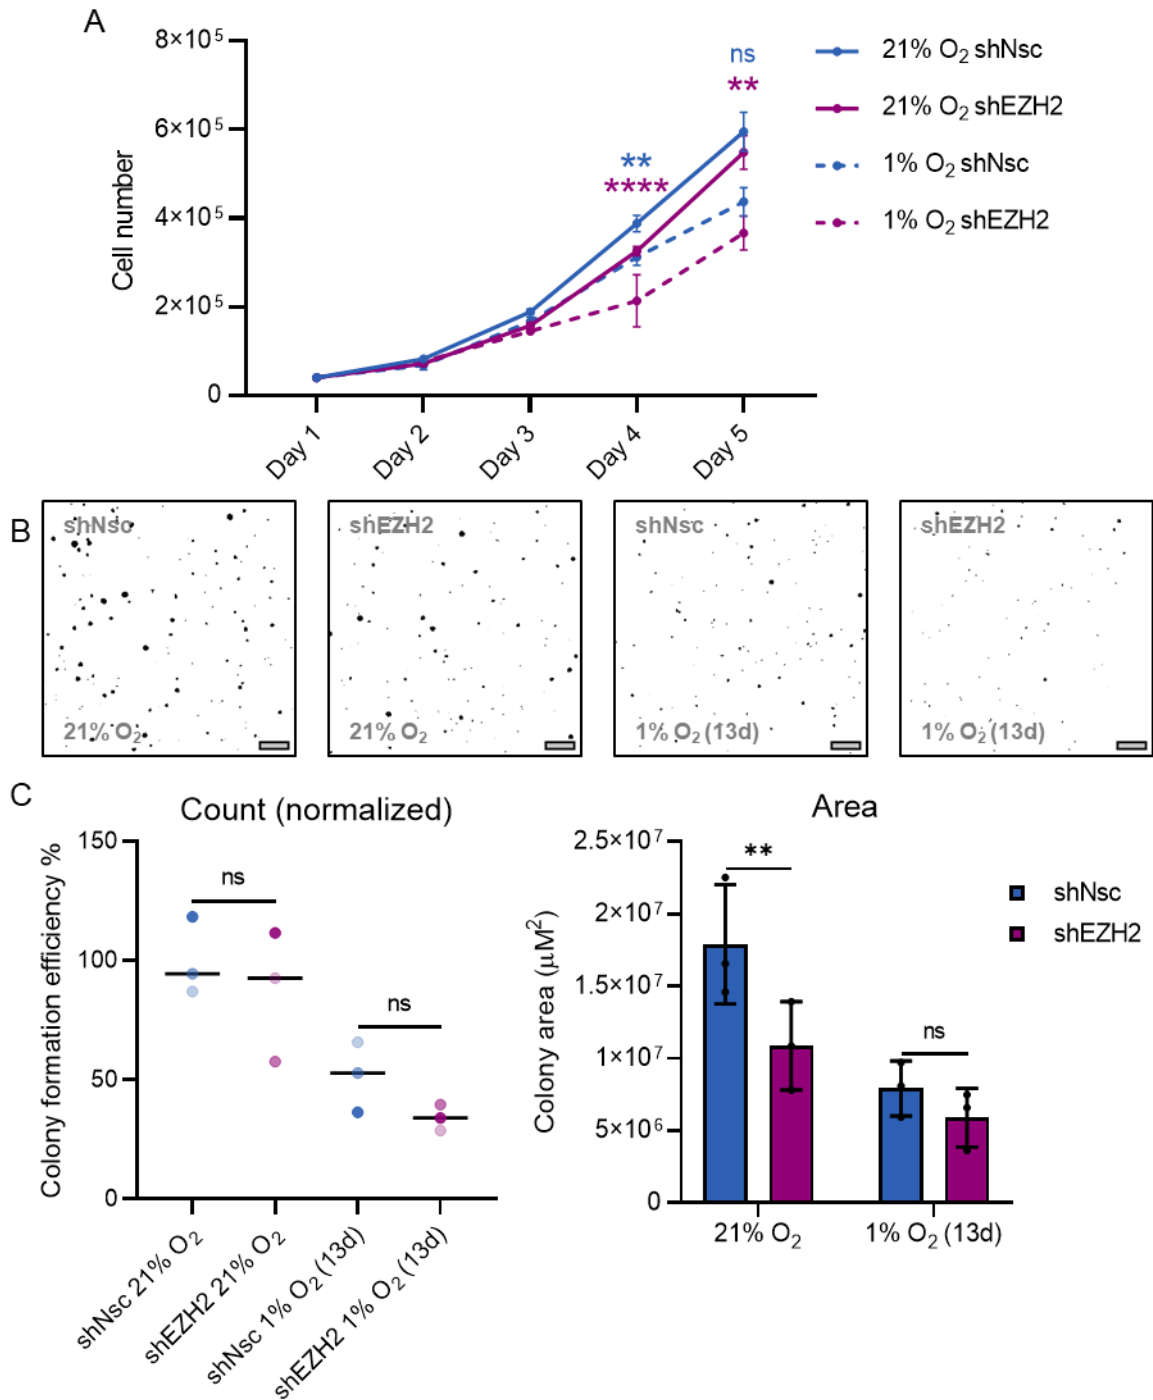 A
8×10⁵
6×10⁵
4×10⁵
2×10⁵
0
Cell number
ns
**
**
****
Day 1
Day 2
Day 3
Day 4
Day 5
21% O₂ shNsc
21% O₂ shEZH2
1% O₂ shNsc
1% O₂ shEZH2
B
shNsc
21% O₂
shEZH2
21% O₂
shNsc
1% O₂ (13d)
shEZH2
1% O₂ (13d)
C
Count (normalized)
Colony formation efficiency %
150
100
50
0
ns
ns
shNsc 21% O₂
shEZH2 21% O₂
shNsc 1% O₂ (13d)
shEZH2 1% O₂ (13d)
Area
Colony area (µM²)
2.5×10⁷
2×10⁷
1.5×10⁷
1×10⁷
5×10⁶
0
**
ns
21% O₂
1% O₂ (13d)
shNsc
shEZH2